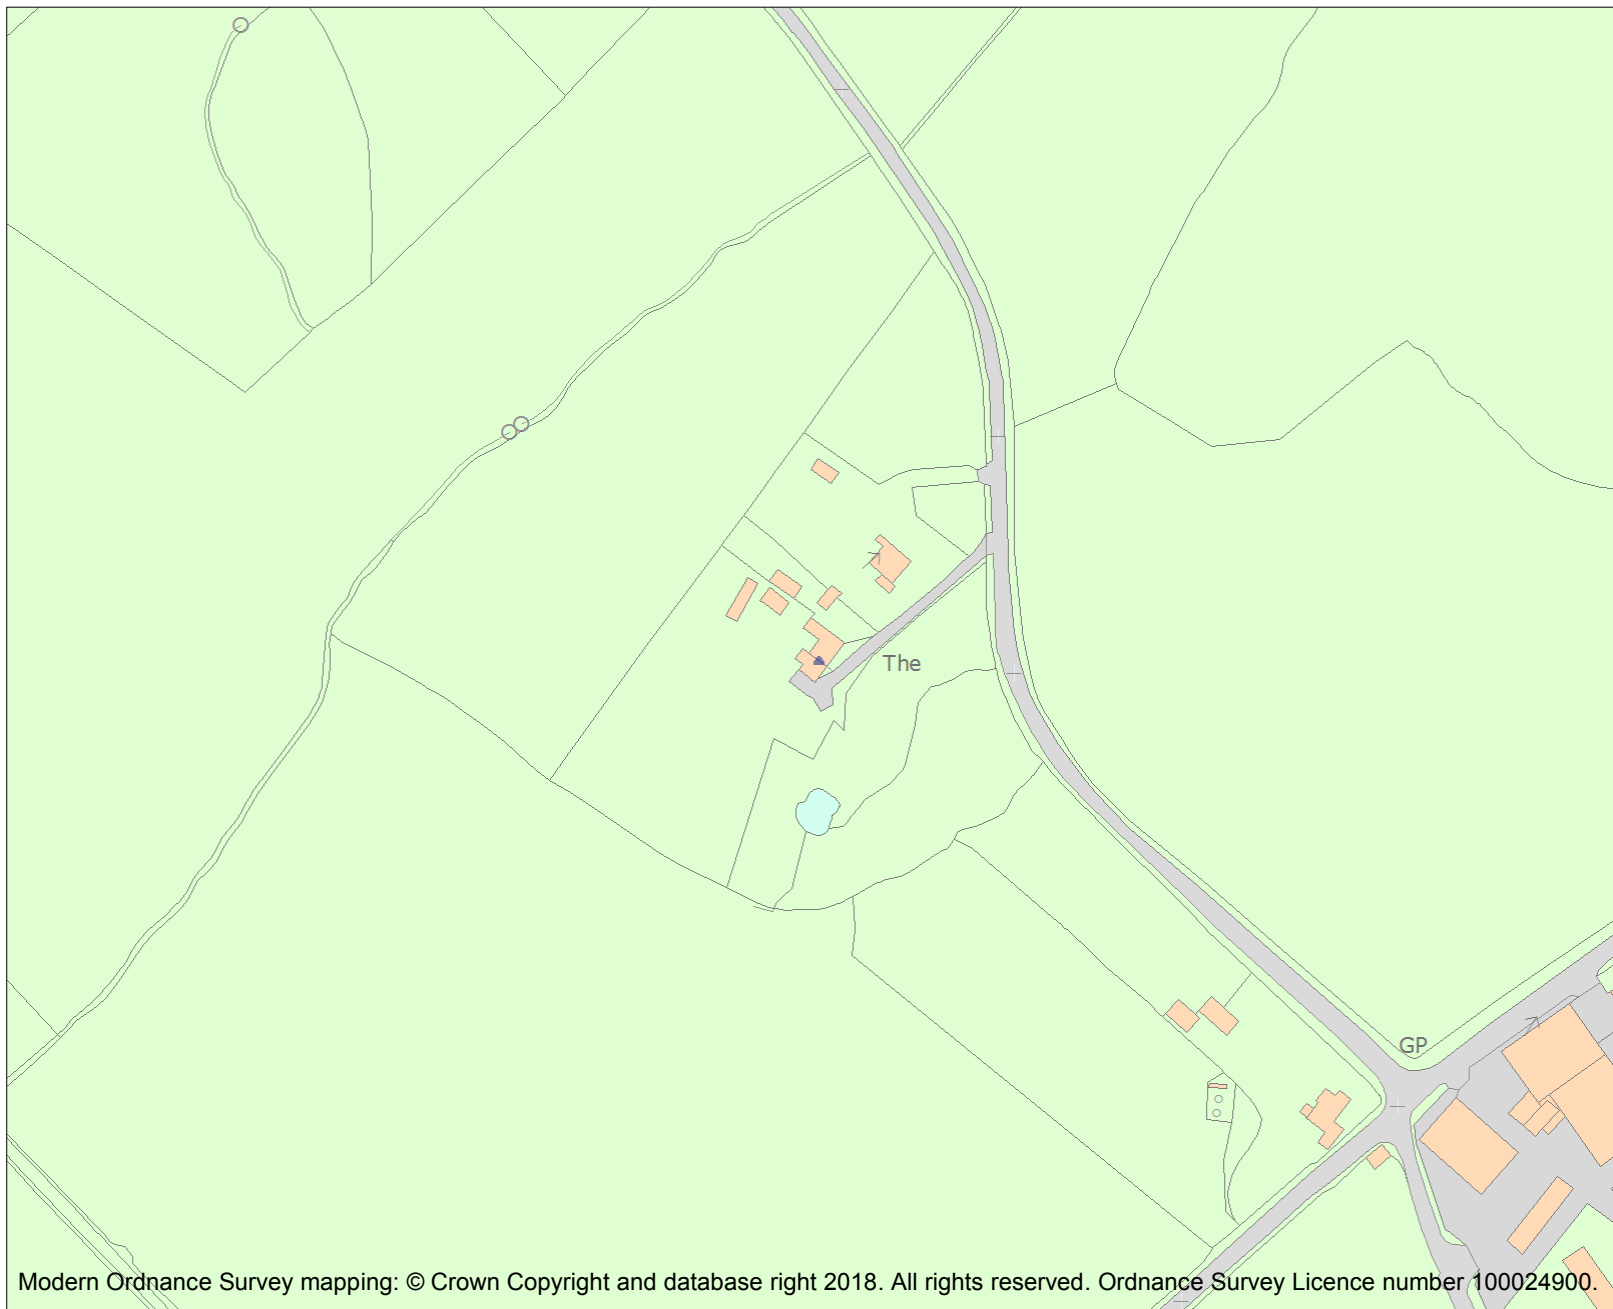 The
GP
Modern Ordnance Survey mapping: © Crown Copyright and database right 2018. All rights reserved. Ordnance Survey Licence number 100024900.